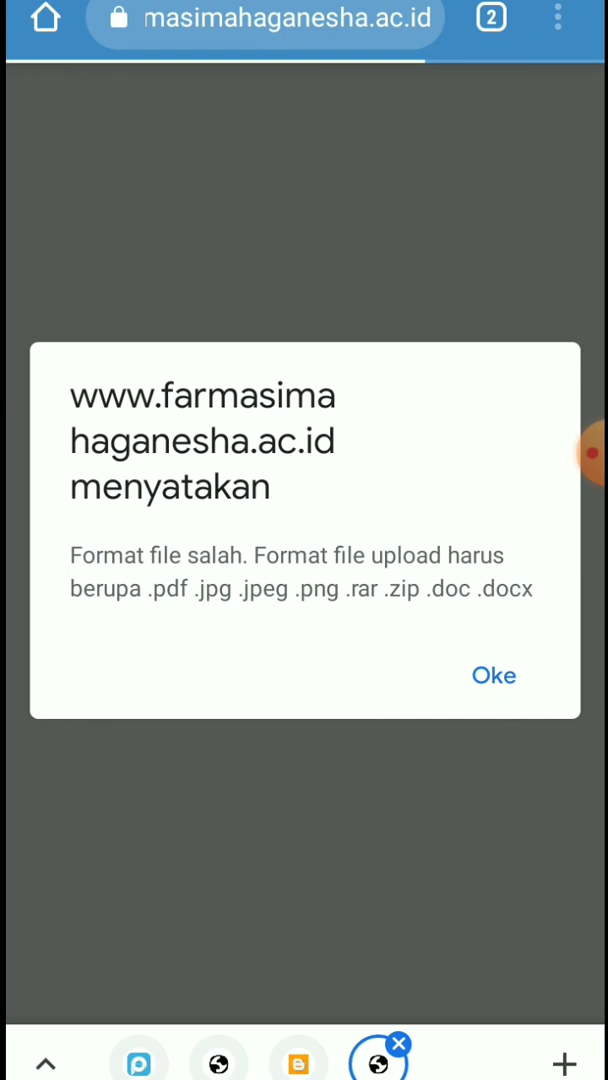 masimahaganesha.ac.id
2
www.farmasima
haganesha.ac.id
menyatakan
Format file salah. Format file upload harus
berupa .pdf .jpg .jpeg .png .rar .zip .doc .docx
Oke